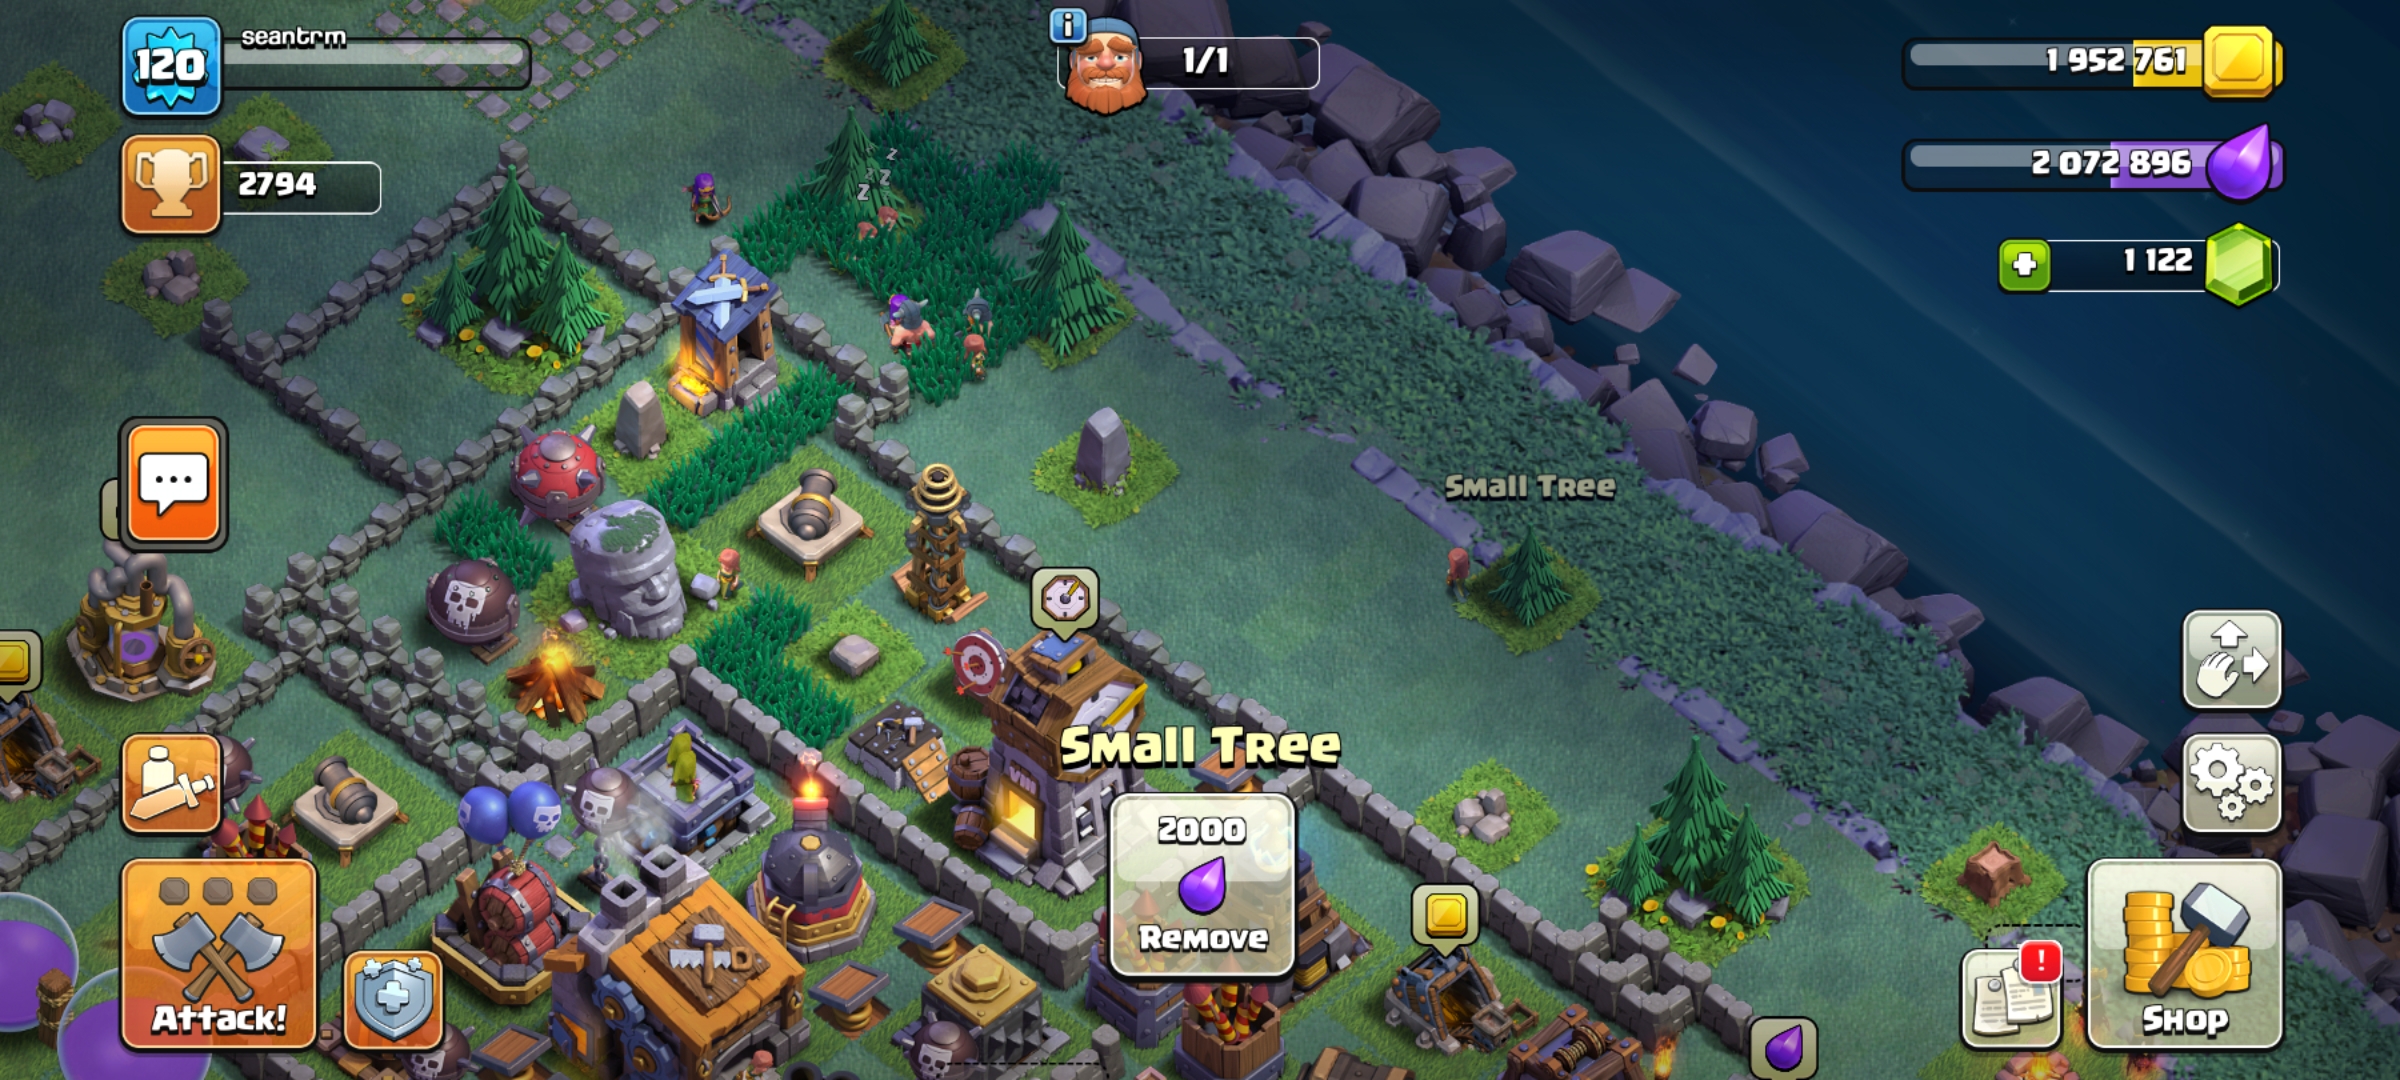 120
seantrm
1/1
1 952 761
2794
2 072 896
1 122
Small Tree
Small Tree
2000
Remove
Attack!
!
Shop